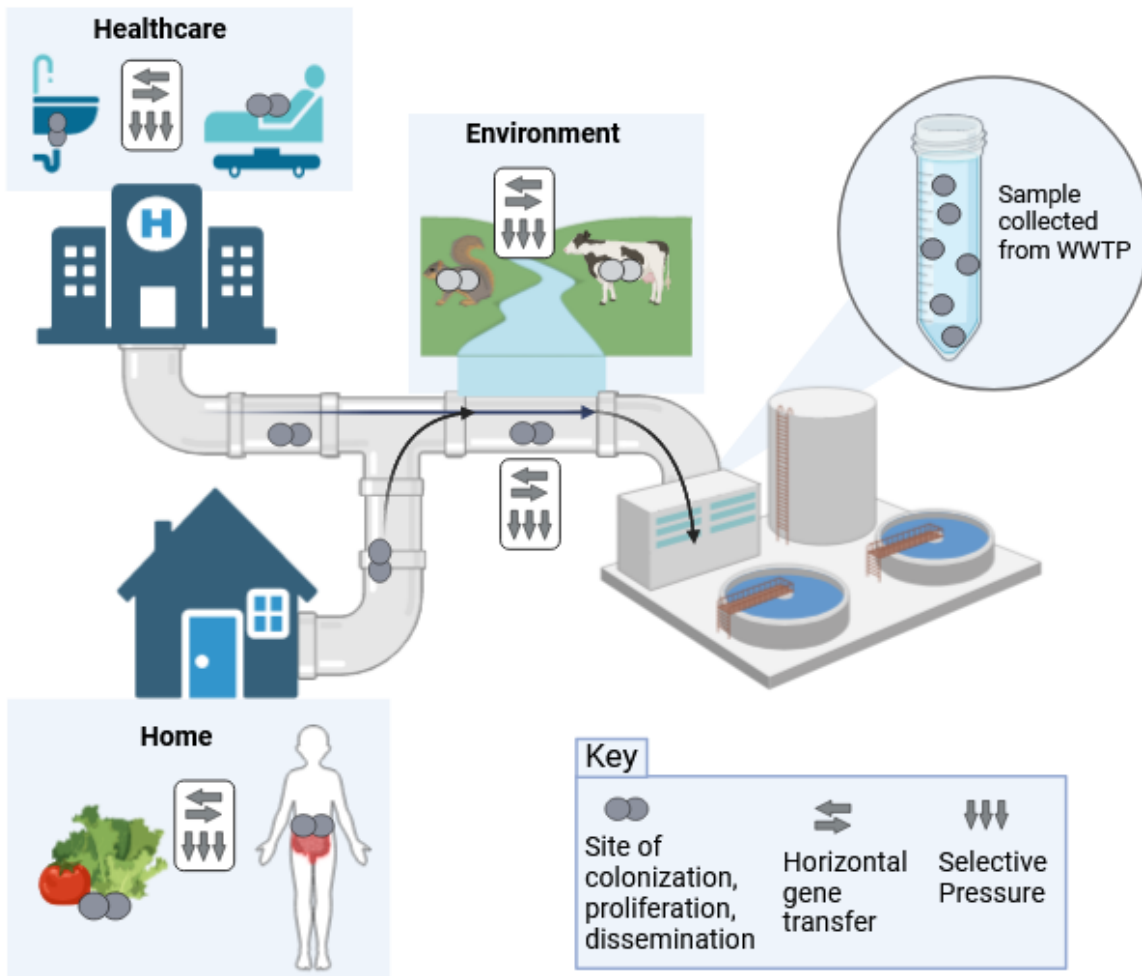 Healthcare
Environment
H
Sample
collected
from WWTP
Home
Key
Site of
colonization,
proliferation,
dissemination
Horizontal
gene
transfer
Selective
Pressure